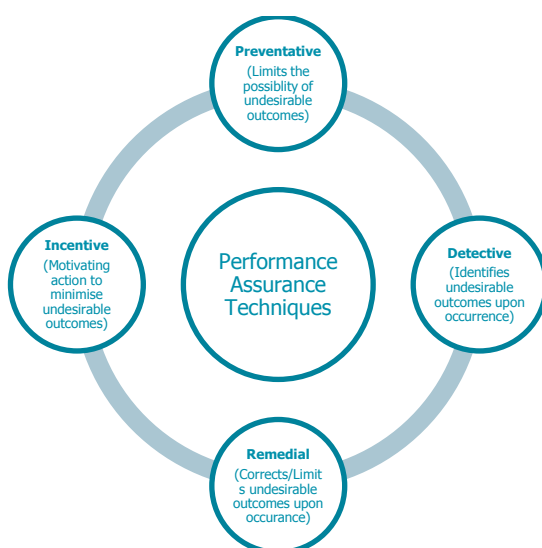 Preventative
(Limits the
possiblity of
undesirable
outcomes)
Incentive
(Motivating
action to
minimise
undesirable
outcomes)
Performance
Assurance
Techniques
Detective
(Identifies
undesirable
outcomes upon
occurrence)
Remedial
(Corrects/Limit
s undesirable
outcomes upon
occurance)